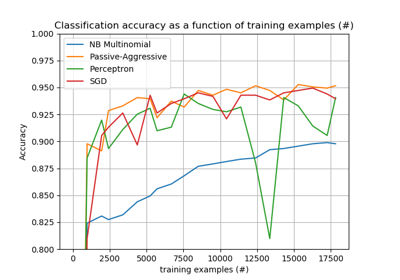 Classification accuracy as a function of training examples (#)
1.000
0.975
0.950
0.925
0.900
0.875
0.850
0.825
0.800
Accuracy
NB Multinomial
Passive-Aggressive
Perceptron
SGD
0 2500 5000 7500 10000 12500 15000 17500
training examples (#)